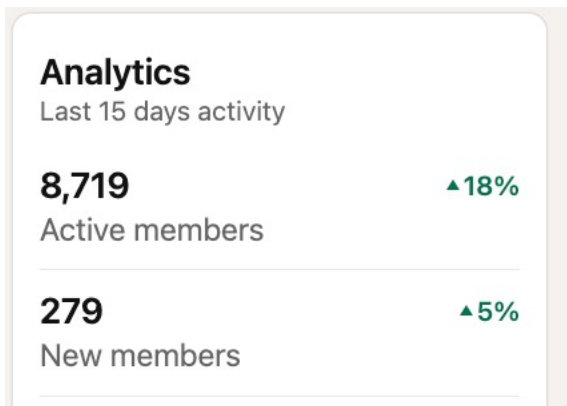 Analytics
Last 15 days activity
8,719 ▲18%
Active members
279 ▲5%
New members